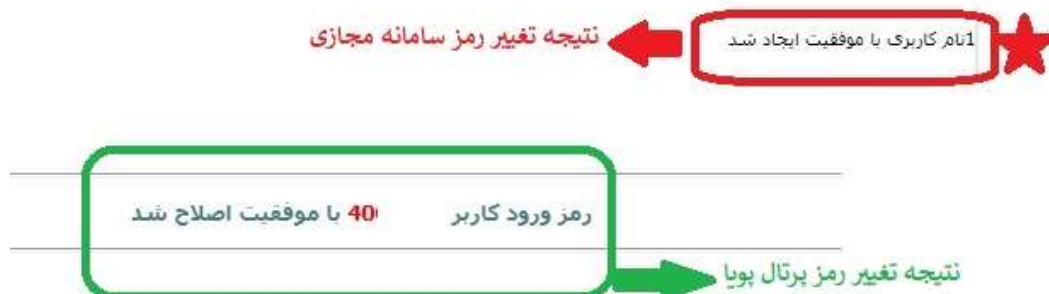 1نام کاربری با موفقیت ایجاد شد
نتیجه تغییر رمز سامانه مجازی
رمز ورود کاربر 40 با موفقیت اصلاح شد
نتیجه تغییر رمز پرتال پویا